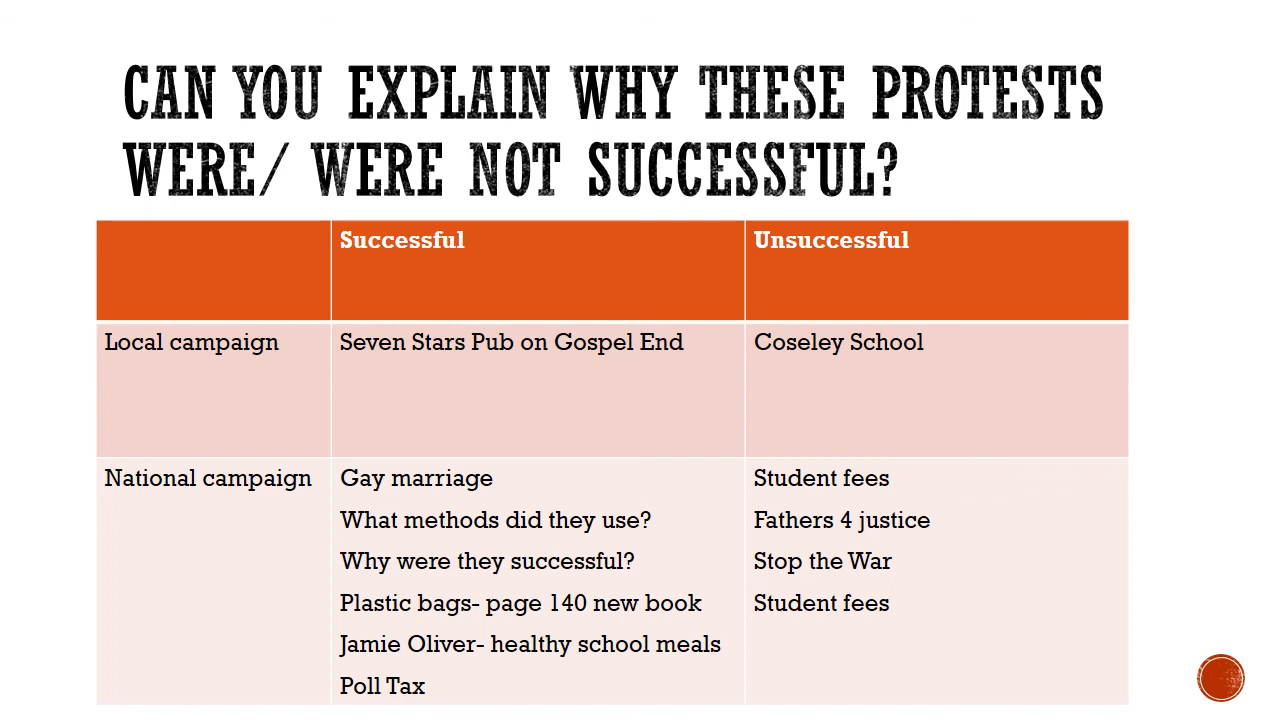 CAN YOU EXPLAIN WHY THESE PROTESTS
WERE/ WERE NOT SUCCESSFUL?
Successful
Unsuccessful
Local campaign
Seven Stars Pub on Gospel End
Coseley School
National campaign
Gay marriage
What methods did they use?
Why were they successful?
Plastic bags- page 140 new book
Jamie Oliver- healthy school meals
Poll Tax
Student fees
Fathers 4 justice
Stop the War
Student fees